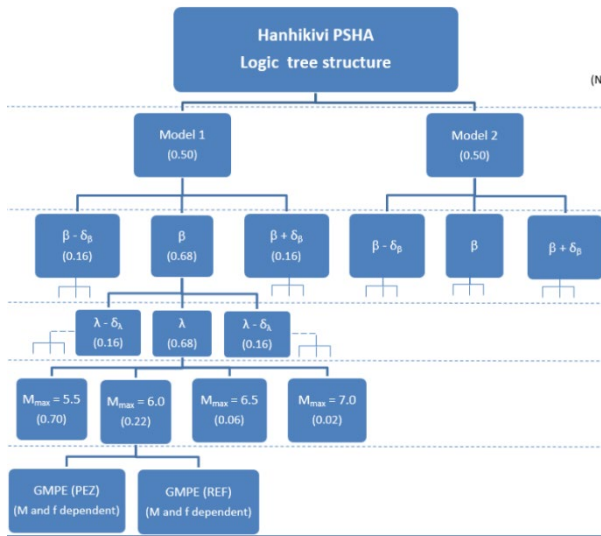 Hanhikivi PSHA
Logic tree structure
(N
Model 1
(0.50)
Model 2
(0.50)
β - δβ
(0.16)
β
(0.68)
β + δβ
(0.16)
β - δβ
β
β + δβ
λ - δλ
(0.16)
λ
(0.68)
λ - δλ
(0.16)
Mmax = 5.5
(0.70)
Mmax = 6.0
(0.22)
Mmax = 6.5
(0.06)
Mmax = 7.0
(0.02)
GMPE (PEZ)
(M and f dependent)
GMPE (REF)
(M and f dependent)